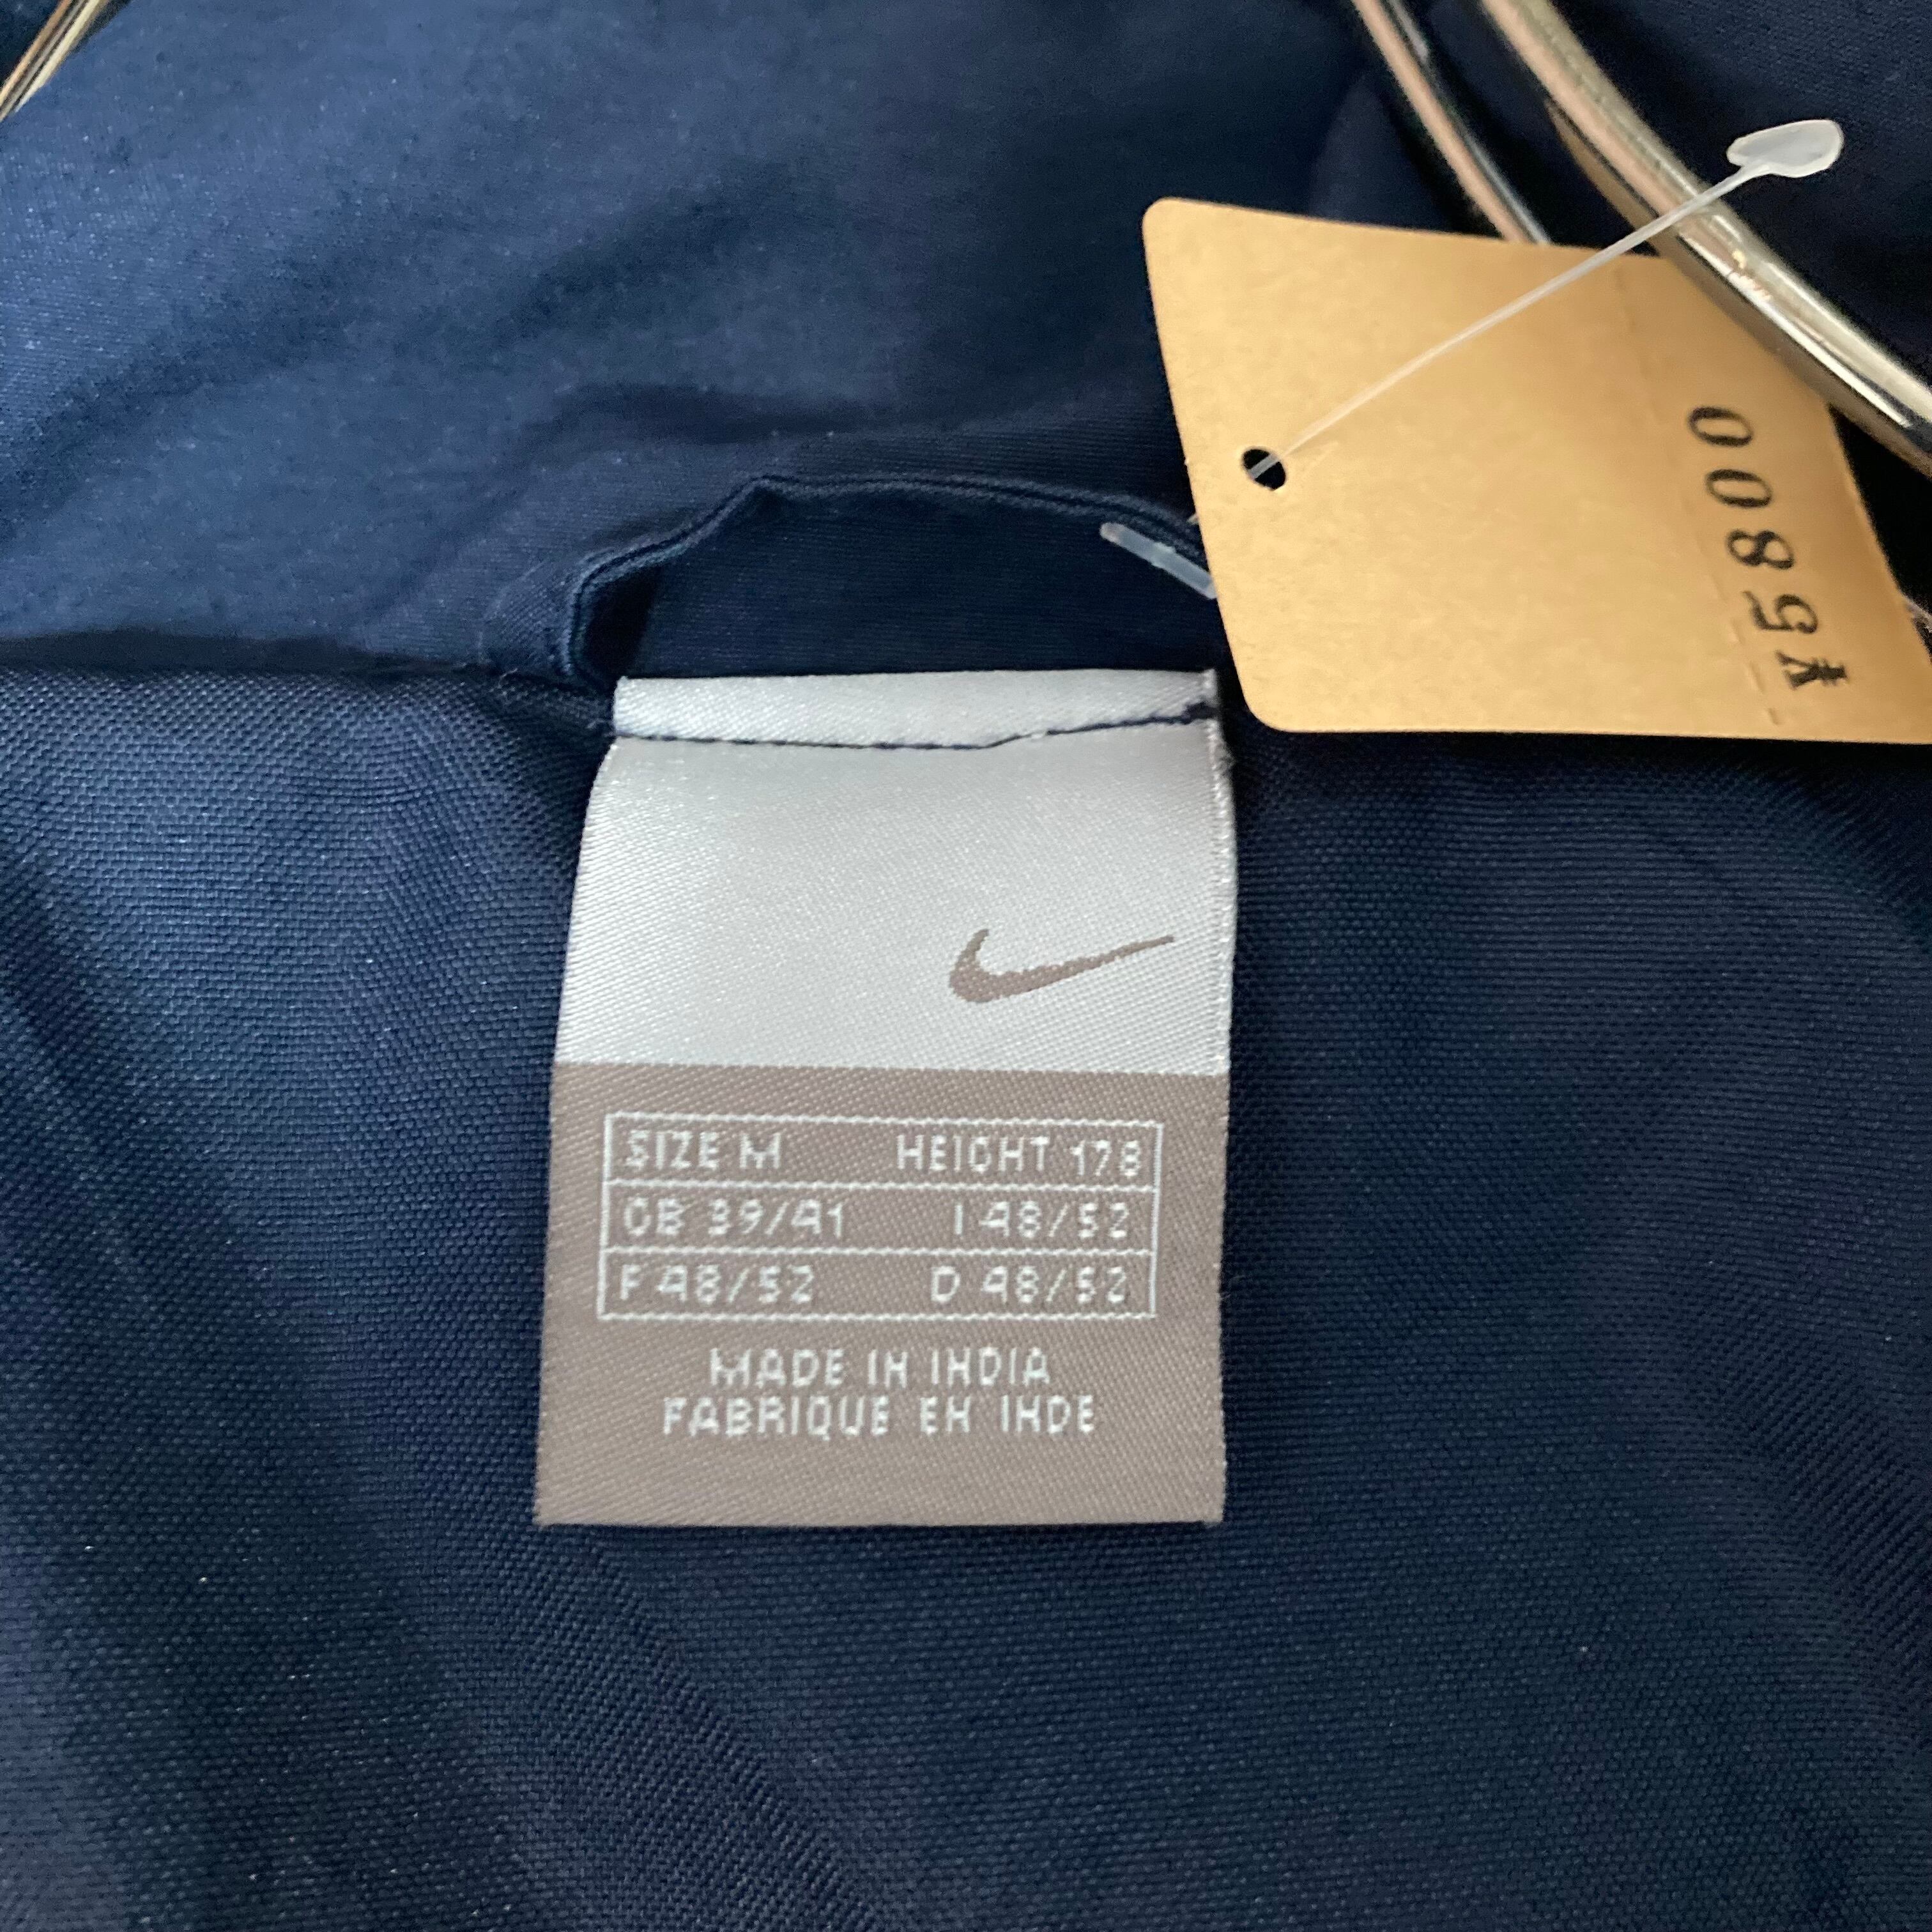 ¥5800
SIZE M HEIGHT 178
GB 39/41 I 48/52
F 48/52 D 48/52
MADE IN INDIA
FABRIQUE EN INDE